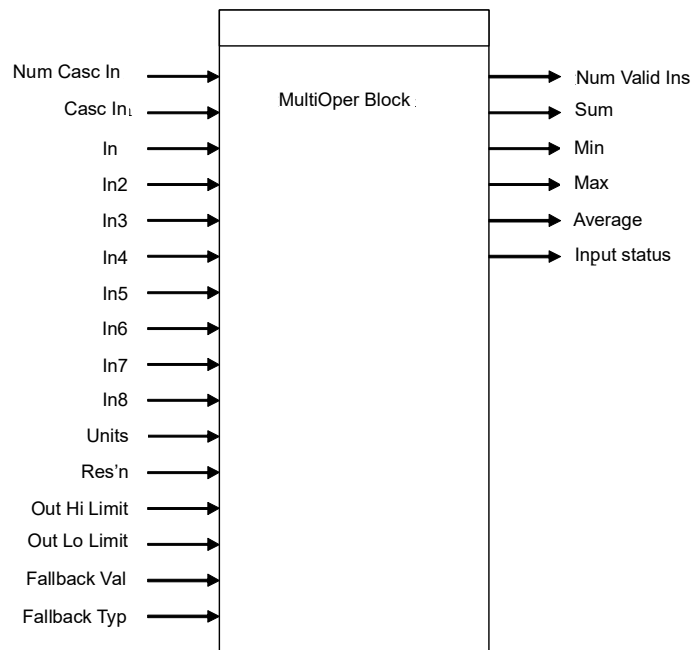 MultiOper Block
Num Casc In
Casc In
In
In2
In3
In4
In5
In6
In7
In8
Units
Res'n
Out Hi Limit
Out Lo Limit
Fallback Val
Fallback Typ
Num Valid Ins
Sum
Min
Max
Average
Input status